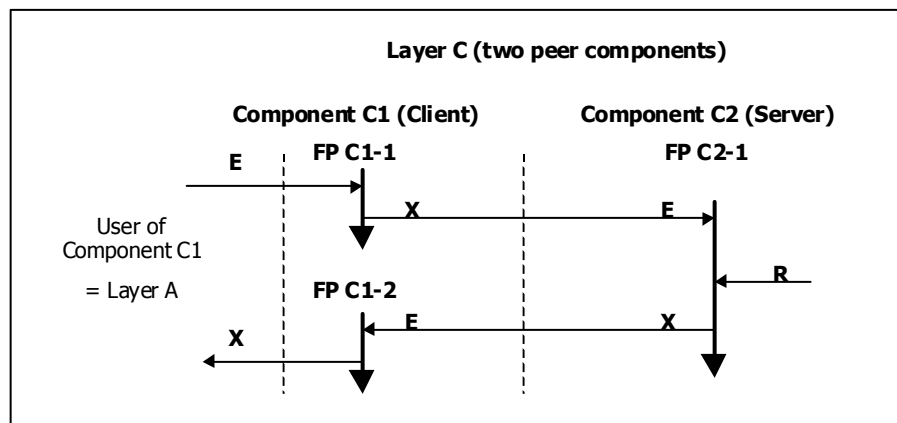 Layer C (two peer components)
Component C1 (Client) Component C2 (Server)
FP C1-1 FP C2-1
E
X E
User of
Component C1
= Layer A
R
FP C1-2
E X
X